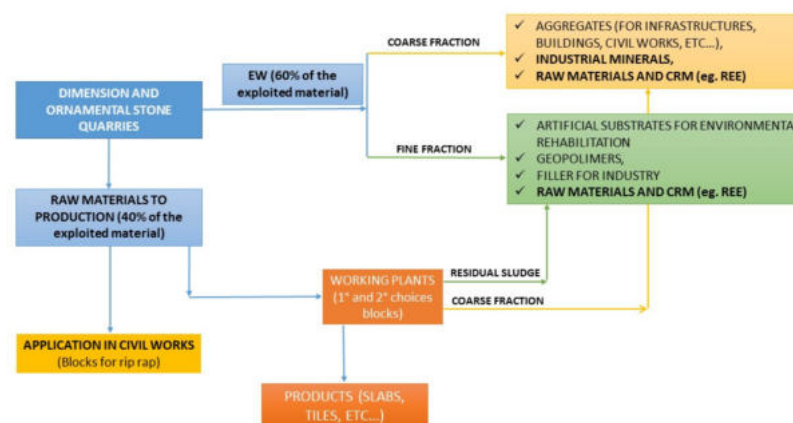 DIMENSION AND
ORNAMENTAL STONE
QUARRIES
EW (60% of the
exploited material)
COARSE FRACTION
FINE FRACTION
✓ AGGREGATES (FOR INFRASTRUCTURES,
BUILDINGS, CIVIL WORKS, ETC...),
✓ INDUSTRIAL MINERALS,
✓ RAW MATERIALS AND CRM (eg. REE)
✓ ARTIFICIAL SUBSTRATES FOR ENVIRONMENTA
REHABILITATION
✓ GEOPOLIMERS,
✓ FILLER FOR INDUSTRY
✓ RAW MATERIALS AND CRM (eg. REE)
RAW MATERIALS TO
PRODUCTION (40% of the
exploited material)
WORKING PLANTS
(1° and 2° choices
blocks)
RESIDUAL SLUDGE
COARSE FRACTION
APPLICATION IN CIVIL WORKS
(Blocks for rip rap)
PRODUCTS (SLABS,
TILES, ETC...)